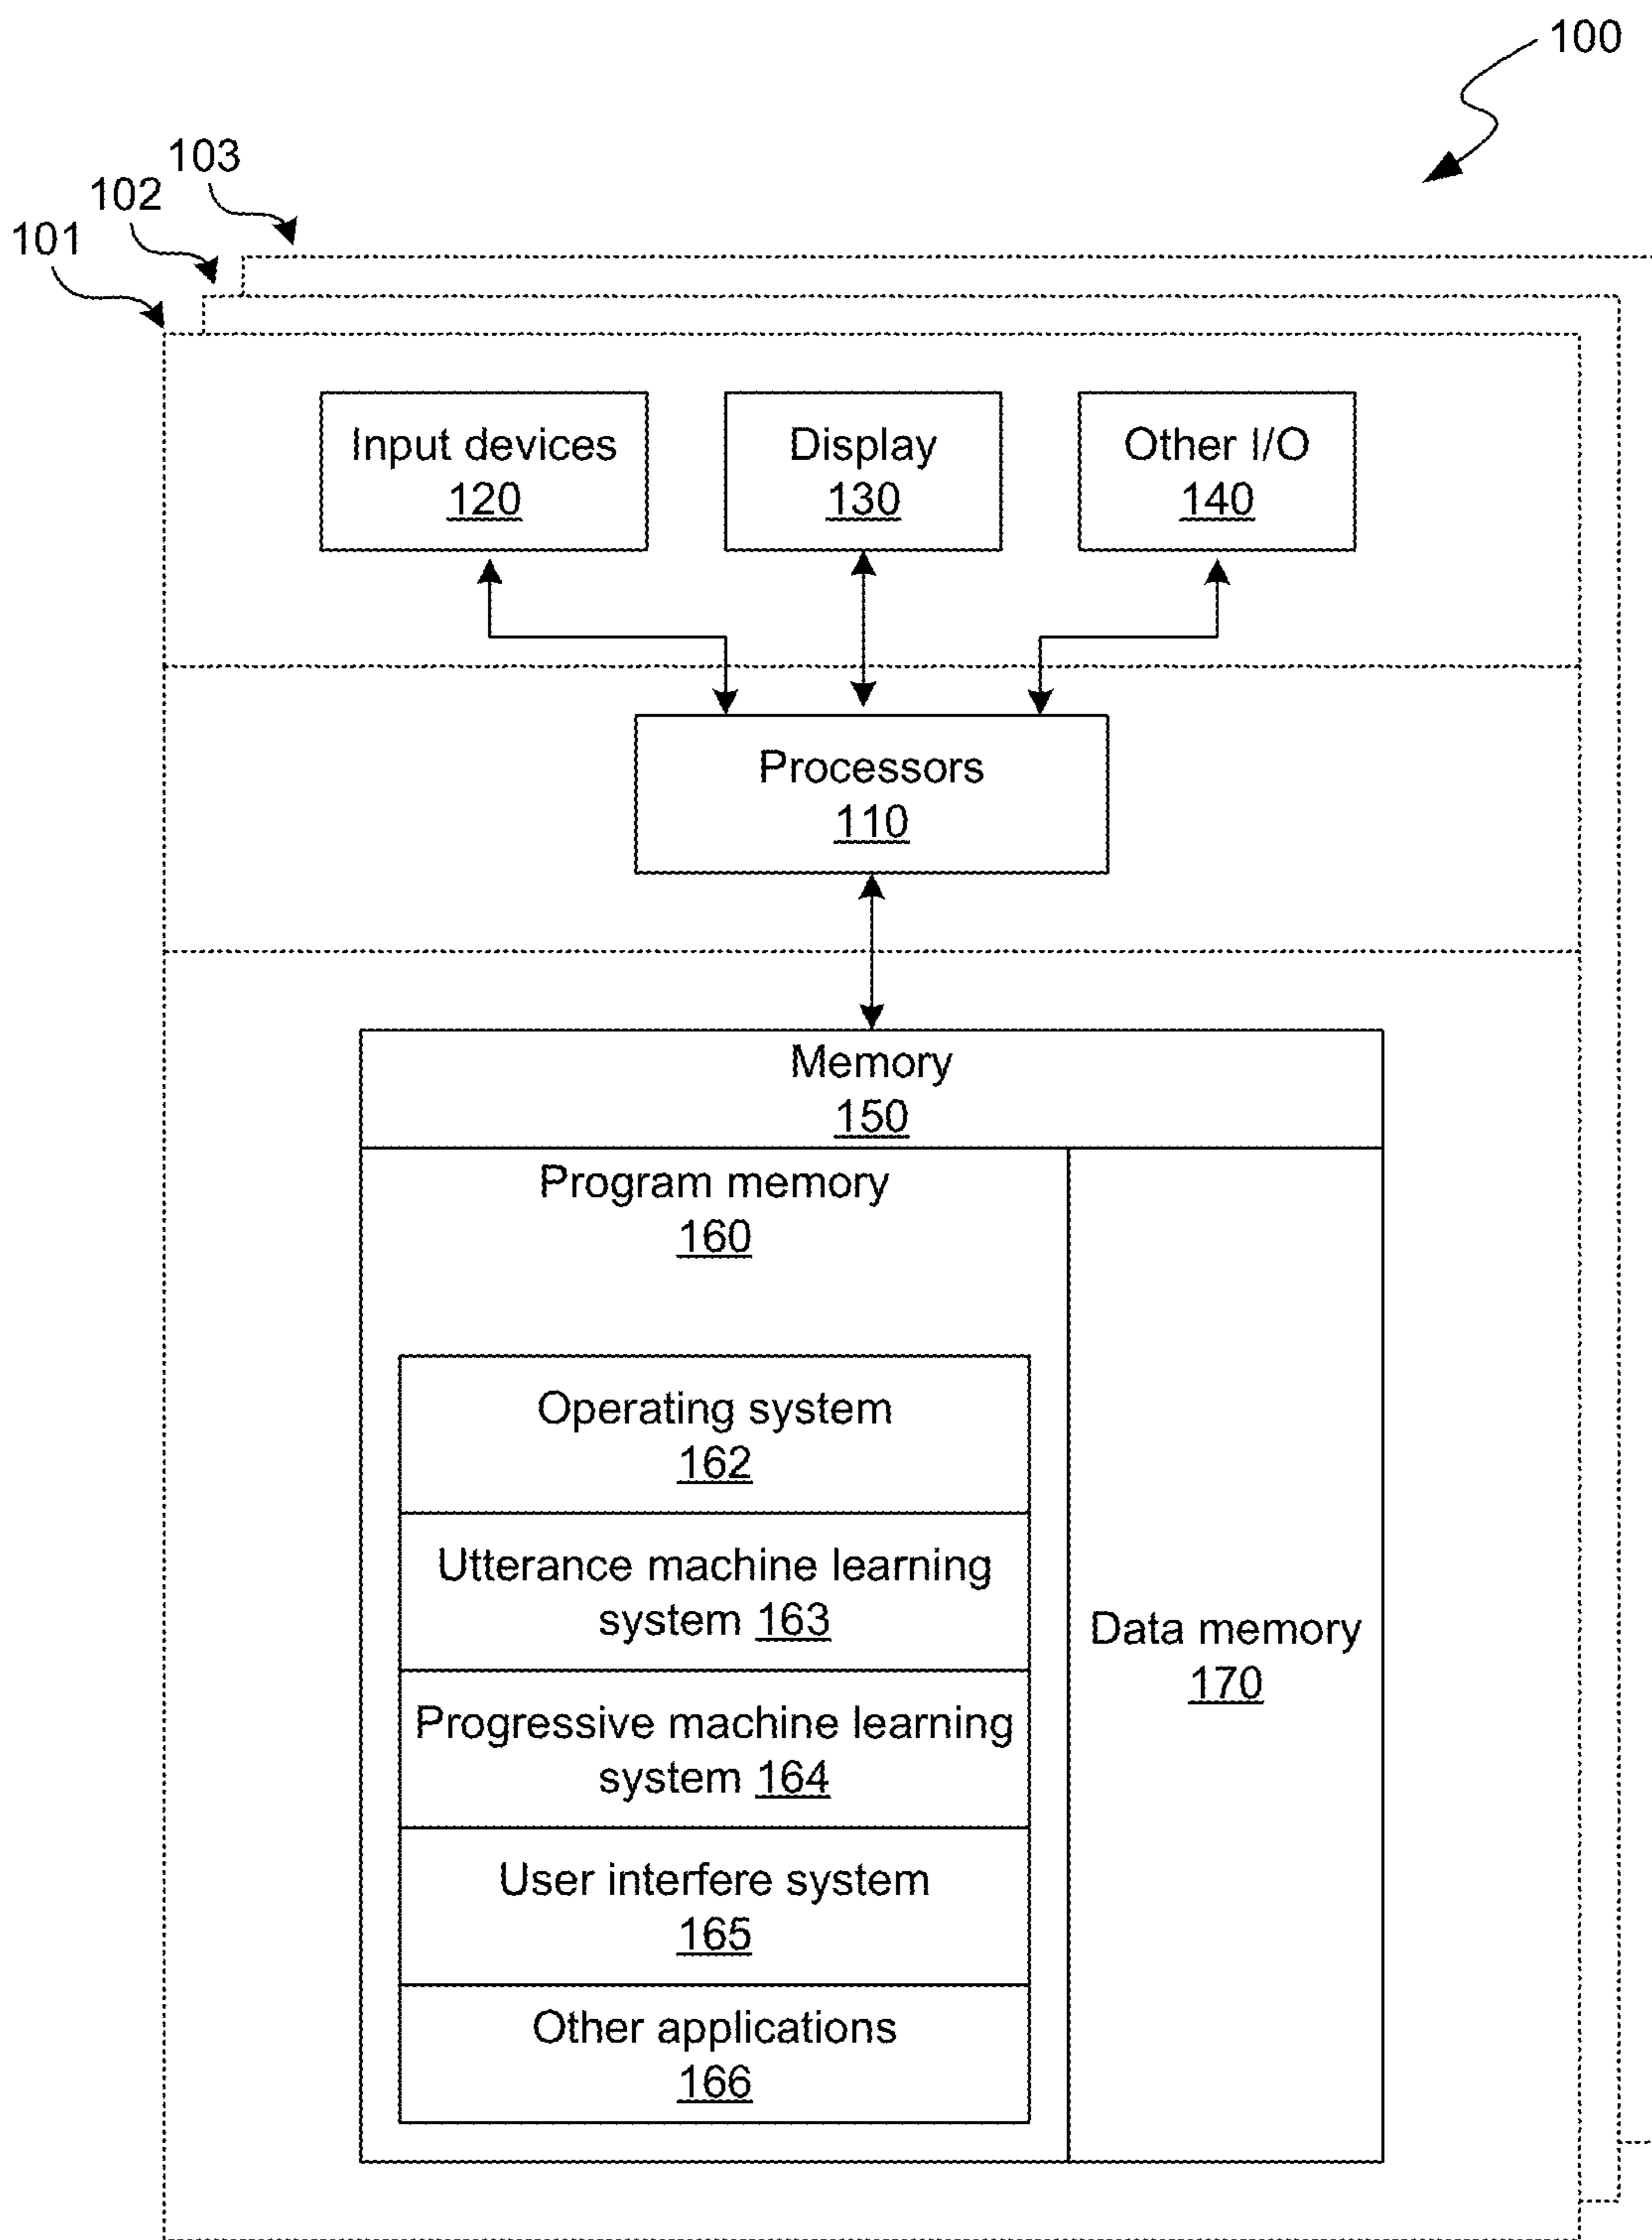 100
103
102
101
Input devices
120
Display
130
Other I/O
140
Processors
110
Memory
150
Program memory
160
Operating system
162
Utterance machine learning
system 163
Progressive machine learning
system 164
User interfere system
165
Other applications
166
Data memory
170